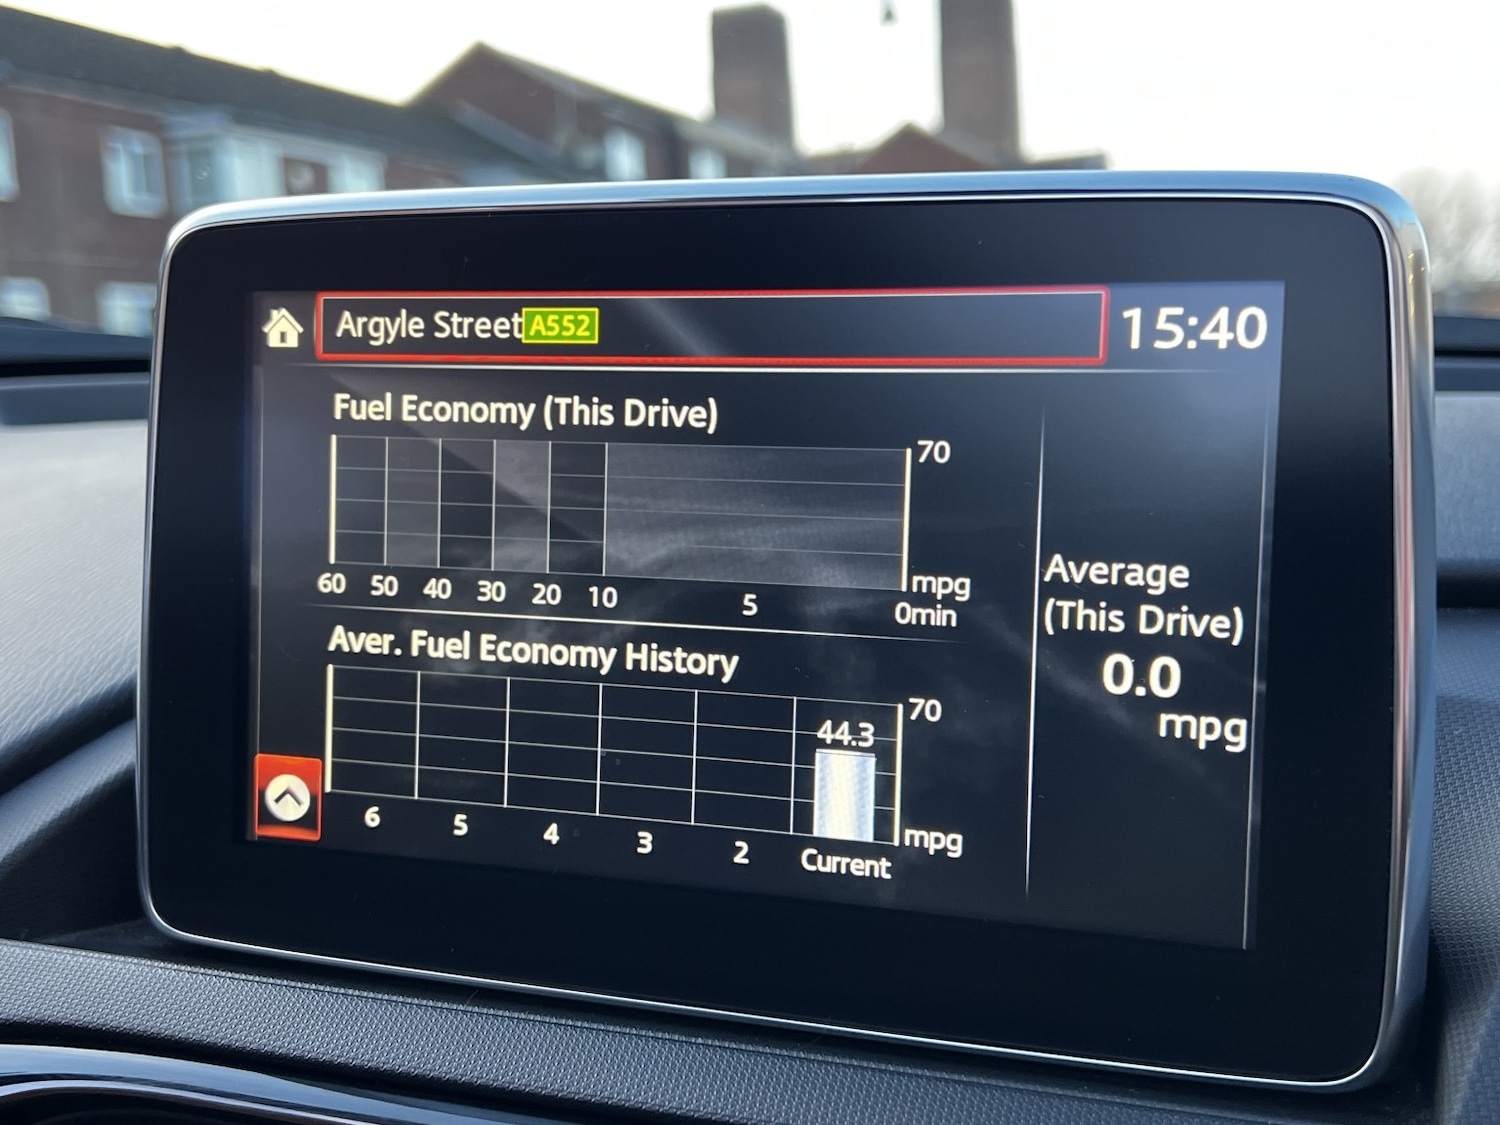 Argyle Street A552 15:40
Fuel Economy (This Drive)
70
mpg
60 50 40 30 20 10 5 0min
Aver. Fuel Economy History
70
44.3
mpg
6 5 4 3 2 Current
Average
(This Drive)
0.0
mpg